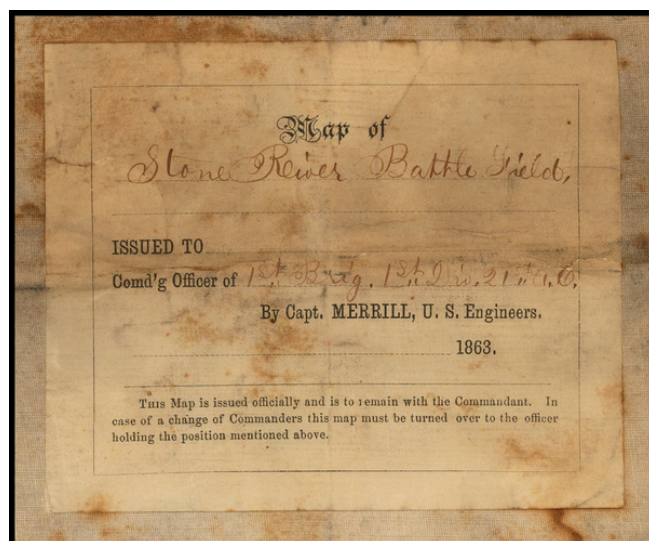 Map of
Stone River Battle Field.
ISSUED TO
Comd'g Officer of 1st Brig. 1st Div. 21st A.C.
By Capt. MERRILL, U. S. Engineers.
1863.
THIS Map is issued officially and is to remain with the Commandant. In
case of a change of Commanders this map must be turned over to the officer
holding the position mentioned above.